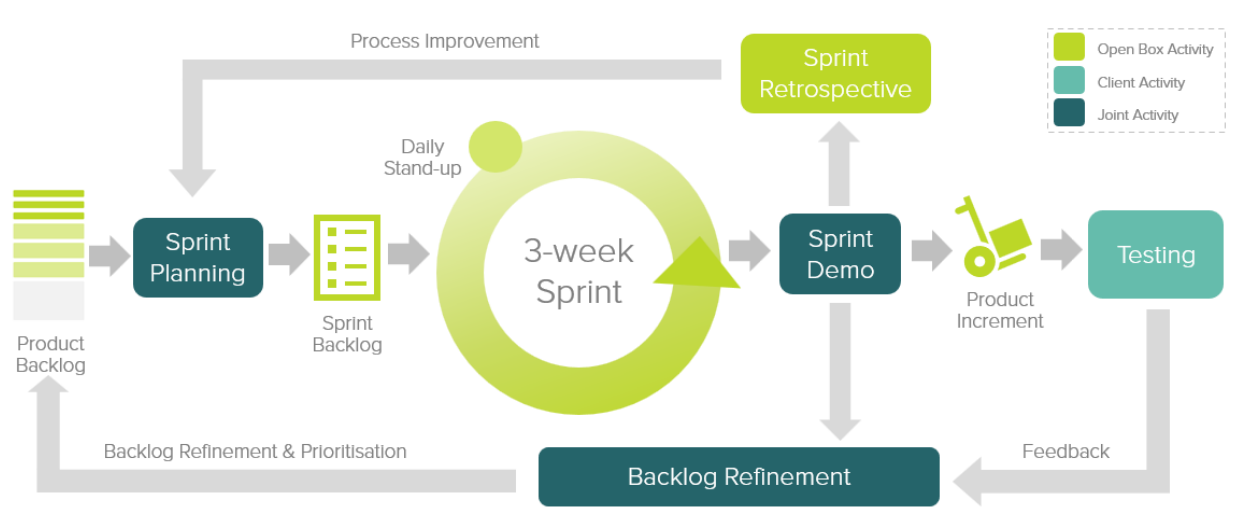 Process Improvement
Sprint
Retrospective
Open Box Activity
Client Activity
Joint Activity
Daily
Stand-up
Product
Backlog
Sprint
Planning
Sprint
Backlog
3-week
Sprint
Sprint
Demo
Product
Increment
Testing
Backlog Refinement & Prioritisation
Backlog Refinement
Feedback